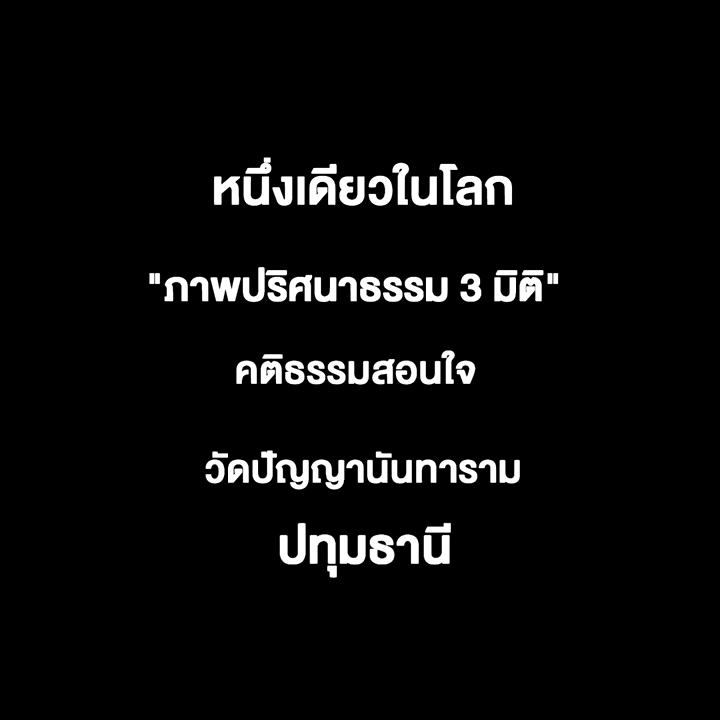 หนึ่งเดียวในโลก
"ภาพปริศนาธรรม 3 มิติ"
คติธรรมสอนใจ
วัดปัญญานันทาราม
ปทุมธานี